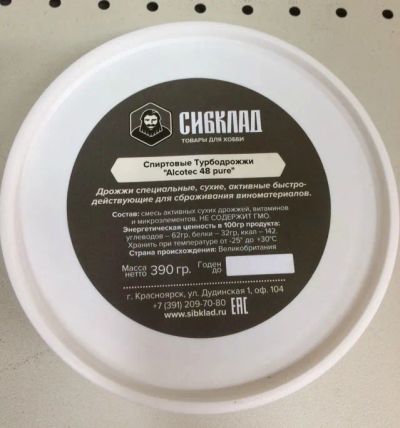 СИБКЛАД
ТОВАРЫ ДЛЯ ХОББИ
Спиртовые Турбодрожжи
"Alcotec 48 pure"
Дрожжи специальные, сухие, активные быстро-
действующие для сбраживания виноматериалов.
Состав: смесь активных сухих дрожжей, витаминов
и микроэлементов, НЕ СОДЕРЖИТ ГМО.
Энергетическая ценность в 100гр продукта:
углеводов – 62гр, белки – 32гр, ккал – 142.
Хранить при температуре от -25° до +30°С
Страна происхождения: Великобритания
Масса нетто 390 гр. Годен до
г. Красноярск, ул. Дудинская 1, оф. 104
+7 (391) 209-70-80
www.sibklad.ru EAC